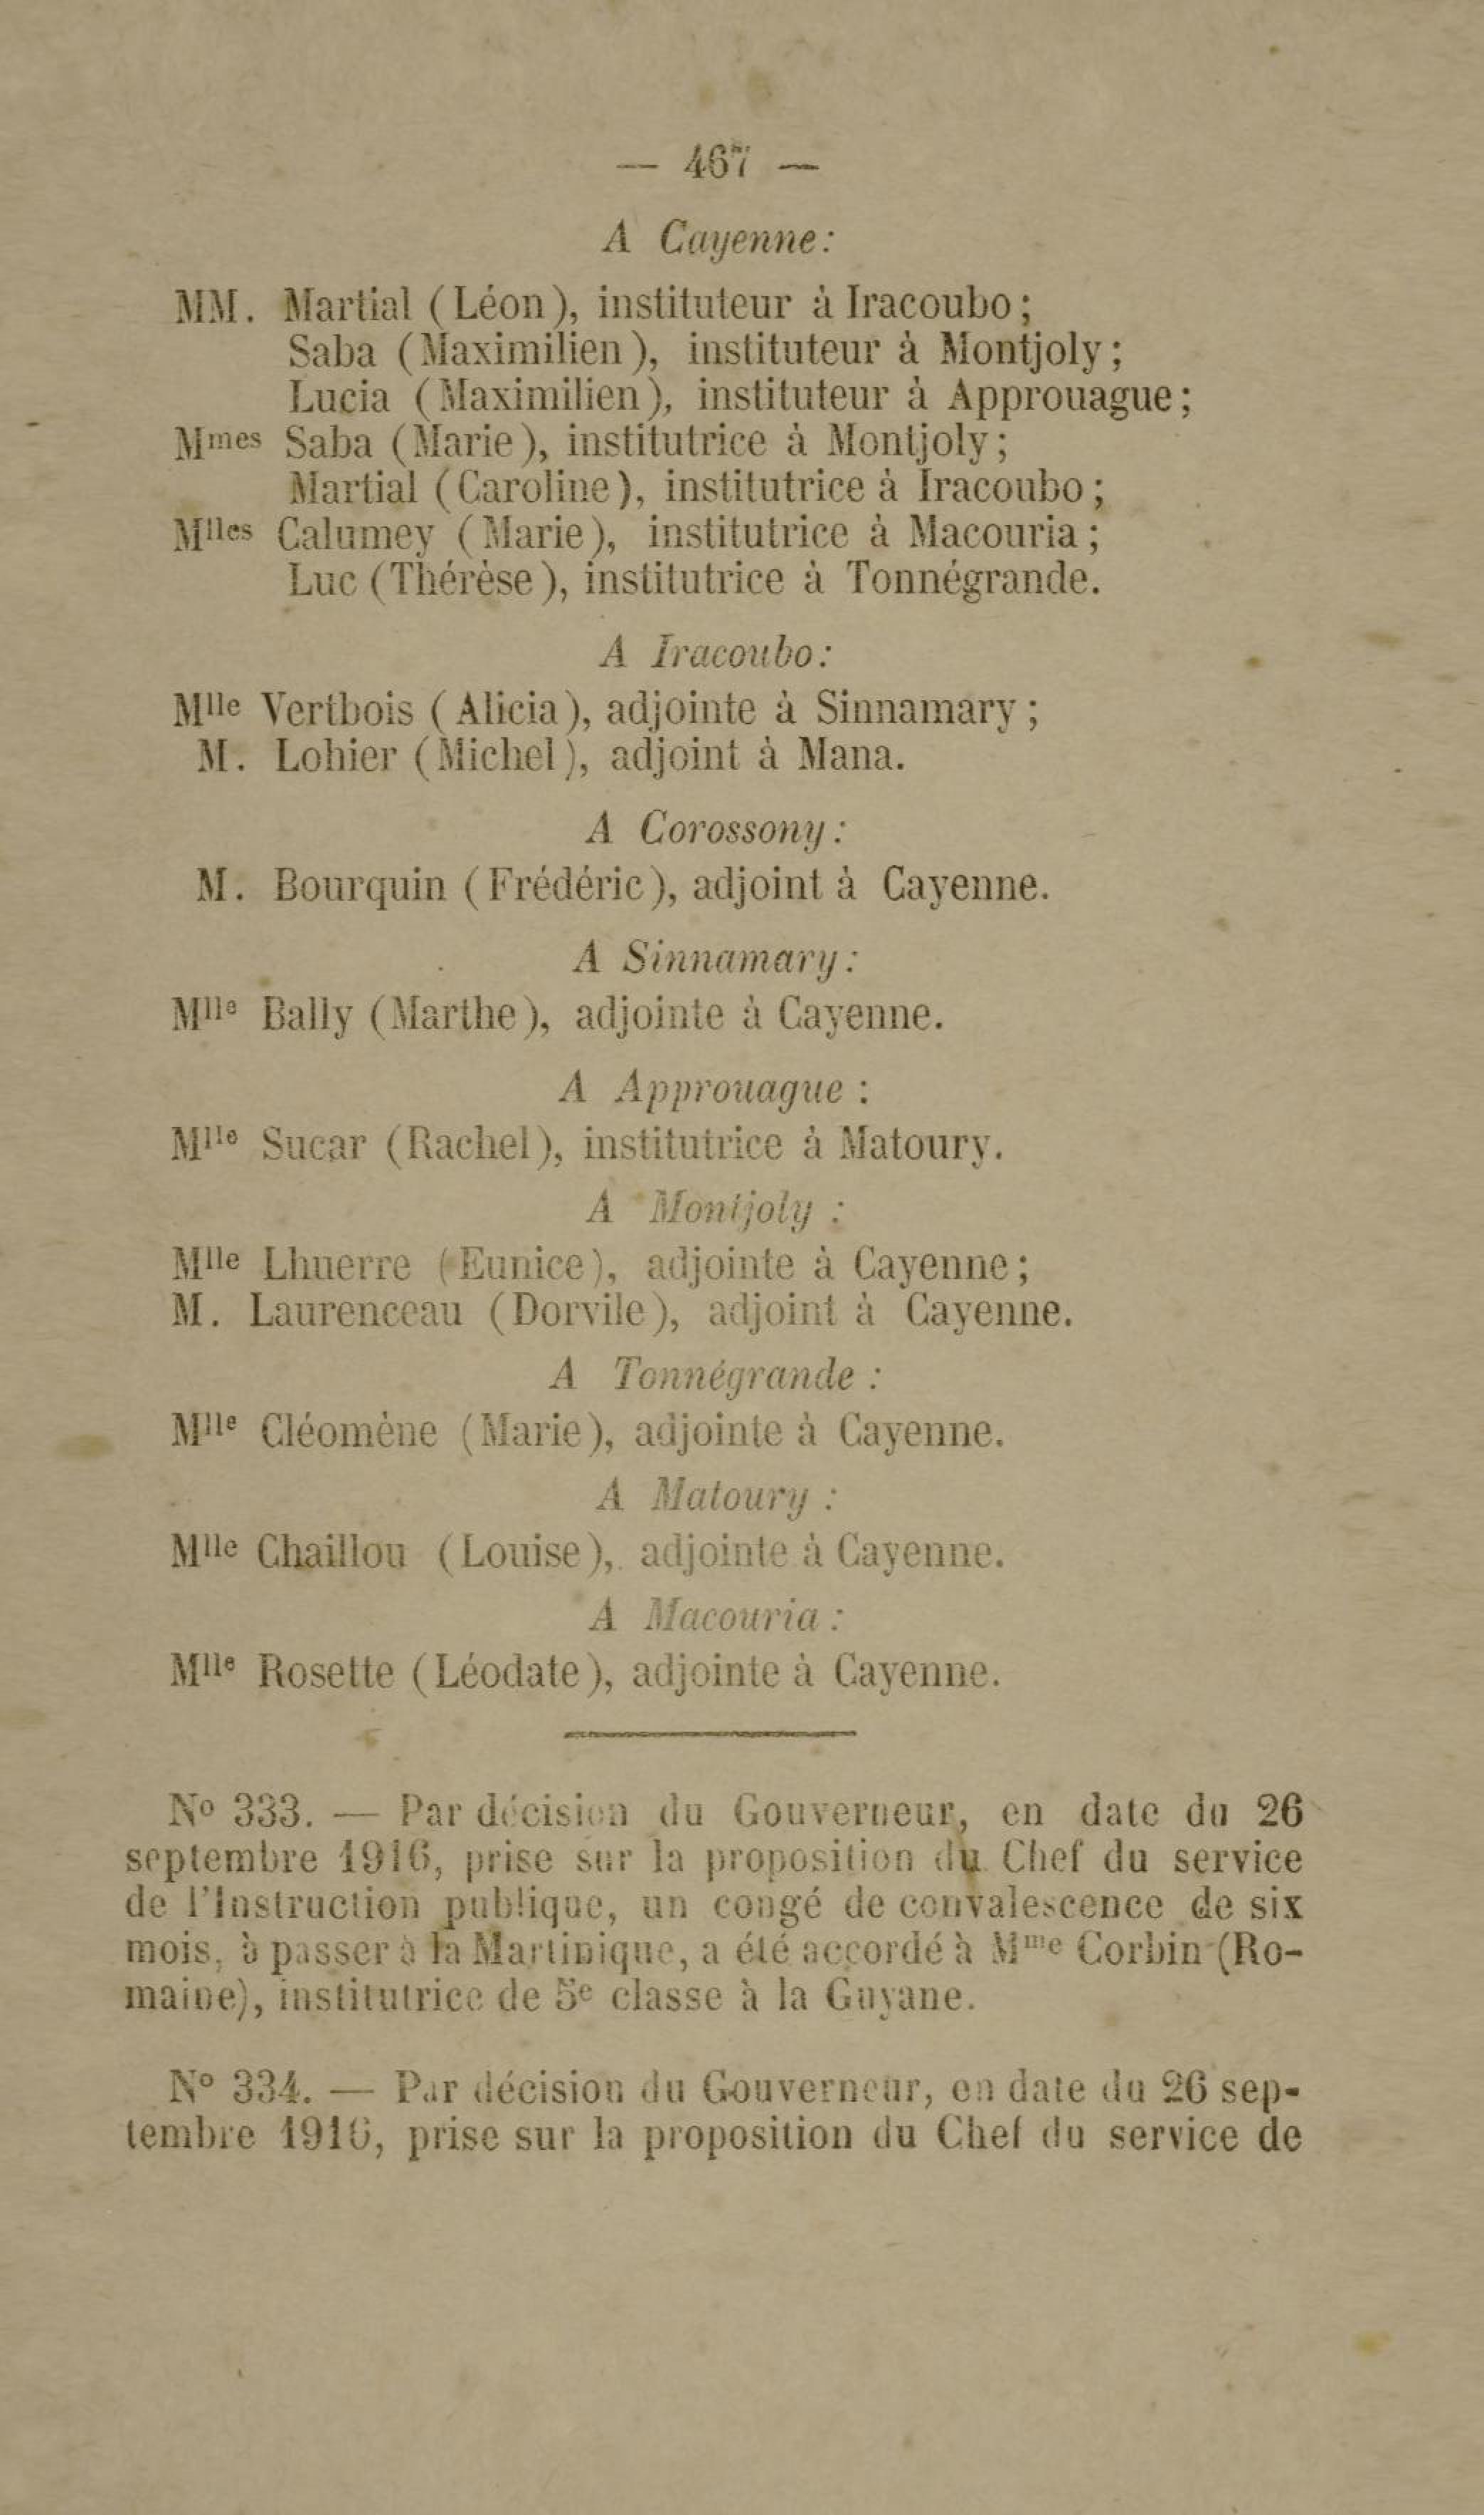 — 467 —
A Cayenne:
MM. Martial (Léon), instituteur à Iracoubo;
Saba (Maximilien), instituteur à Montjoly;
Lucia (Maximilien), instituteur à Approuague;
Mmes Saba (Marie), institutrice à Montjoly;
Martial (Caroline), institutrice à Iracoubo;
Mlles Calumey (Marie), institutrice à Macouria;
Luc (Thérèse), institutrice à Tonnégrande.
A Iracoubo:
Mlle Vertbois (Alicia), adjointe à Sinnamary;
M. Lohier (Michel), adjoint à Mana.
A Corossony:
M. Bourquin (Frédéric), adjoint à Cayenne.
A Sinnamary:
Mlle Bally (Marthe), adjointe à Cayenne.
A Approuague :
Mlle Sucar (Rachel), institutrice à Matoury.
A Montjoly :
Mlle Lhuerre (Eunice), adjointe à Cayenne;
M. Laurenceau (Dorvile), adjoint à Cayenne.
A Tonnégrande :
Mlle Cléomène (Marie), adjointe à Cayenne.
A Matoury :
Mlle Chaillou (Louise), adjointe à Cayenne.
A Macouria :
Mlle Rosette (Léodate), adjointe à Cayenne.
No 333. — Par décision du Gouverneur, en date du 26
septembre 1916, prise sur la proposition du Chef du service
de l'Instruction publique, un congé de convalescence de six
mois, à passer à la Martinique, a été accordé à Mme Corbin (Ro-
maine), institutrice de 5e classe à la Guyane.
No 334. — Par décision du Gouverneur, en date du 26 sep-
tembre 1916, prise sur la proposition du Chef du service de